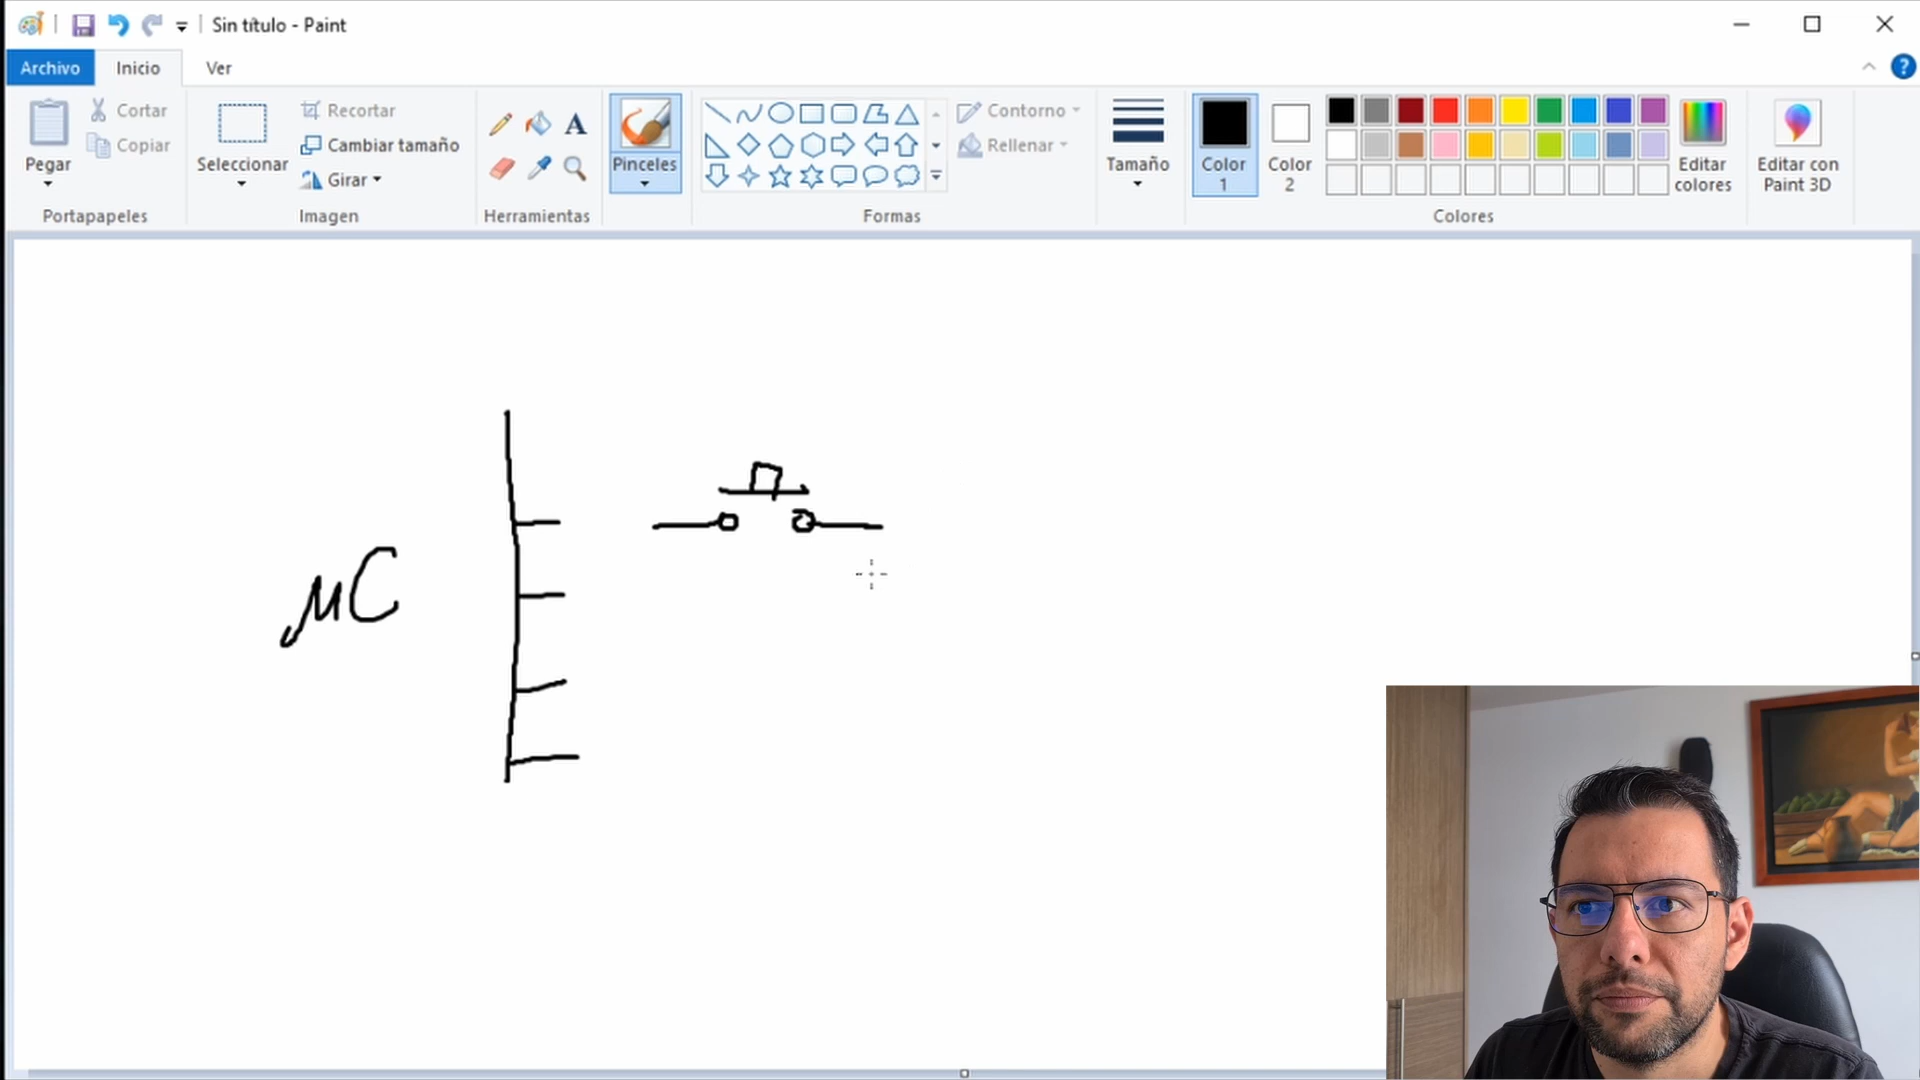 Sin título - Paint
Archivo Inicio Ver
Pegar
Cortar
Copiar
Portapapeles
Seleccionar
Recortar
Cambiar tamaño
Girar
Imagen
A
Herramientas
Pinceles
Contorno
Rellenar
Formas
Tamaño
Color 1
Color 2
Editar colores
Colores
Editar con Paint 3D
?
μC